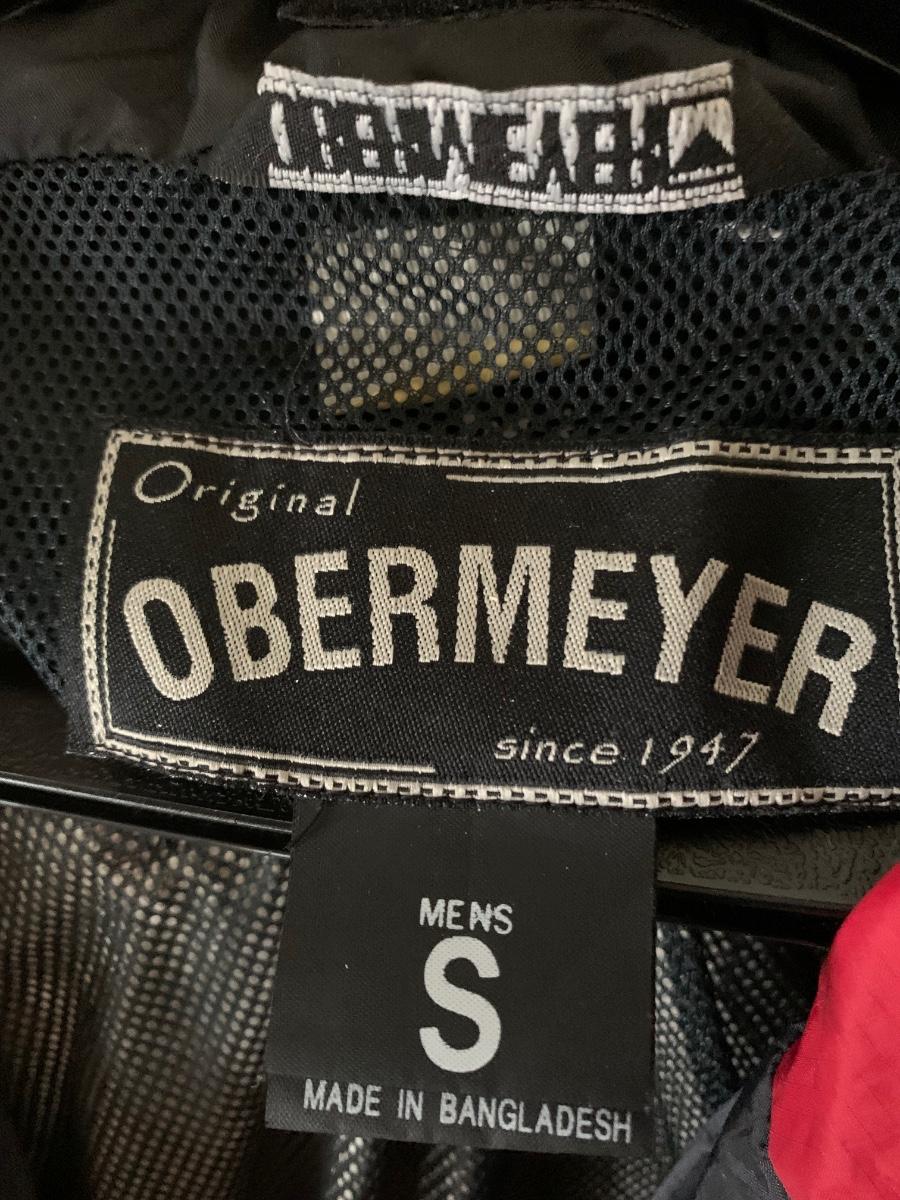 Original
OBERMEYER
since 1947
MENS
S
MADE IN BANGLADESH